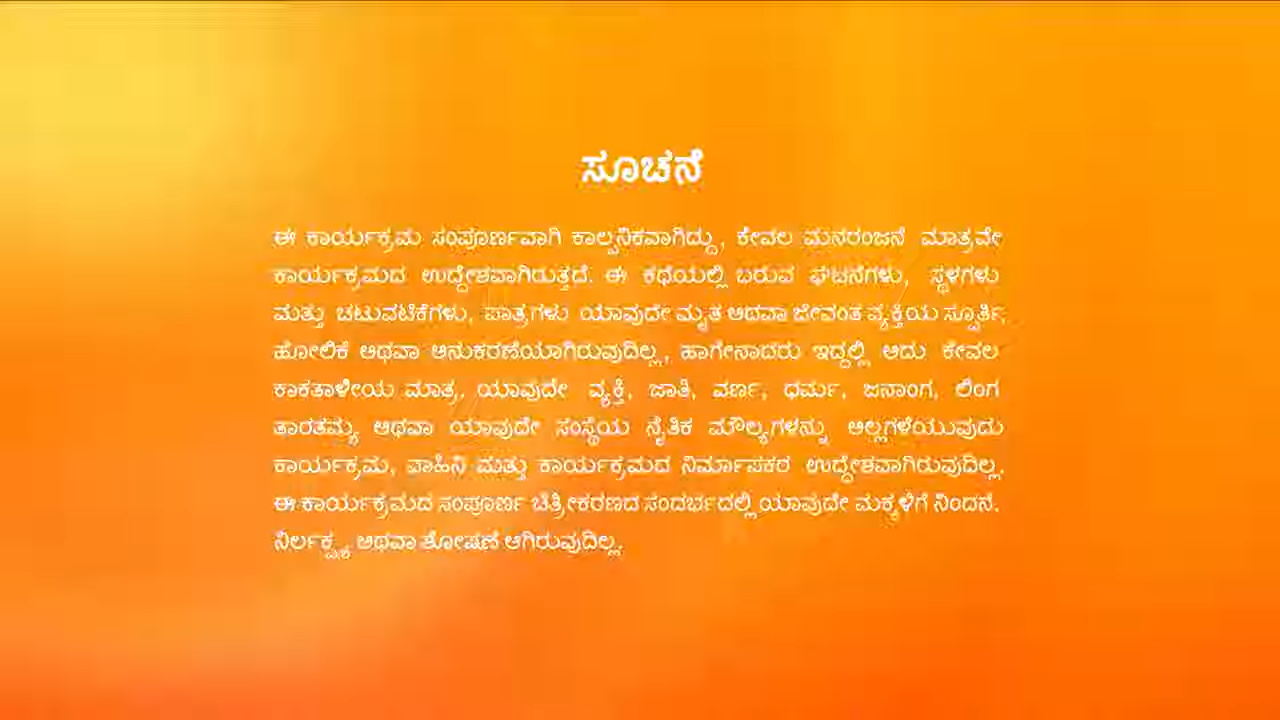 ಸೂಚನೆ
ಈ ಕಾರ್ಯಕ್ರಮ ಸಂಪೂರ್ಣವಾಗಿ ಕಾಲ್ಪನಿಕವಾಗಿದ್ದು, ಕೇವಲ ಮನರಂಜನೆ ಮಾತ್ರವೇ
ಕಾರ್ಯಕ್ರಮದ ಉದ್ದೇಶವಾಗಿರುತ್ತದೆ. ಈ ಕಥೆಯಲ್ಲಿ ಬರುವ ಘಟನೆಗಳು, ಸ್ಥಳಗಳು
ಮತ್ತು ಚಟುವಟಿಕೆಗಳು, ಪಾತ್ರಗಳು ಯಾವುದೇ ಮೃತ ಅಥವಾ ಜೀವಂತ ವ್ಯಕ್ತಿಯ ಸ್ಪೂರ್ತಿ,
ಹೋಲಿಕೆ ಅಥವಾ ಅನುಕರಣೆಯಾಗಿರುವುದಿಲ್ಲ, ಹಾಗೇನಾದರು ಇದ್ದಲ್ಲಿ ಅದು ಕೇವಲ
ಕಾಕತಾಳೀಯ ಮಾತ್ರ. ಯಾವುದೇ ವ್ಯಕ್ತಿ, ಜಾತಿ, ವರ್ಣ, ಧರ್ಮ, ಜನಾಂಗ, ಲಿಂಗ
ತಾರತಮ್ಯ ಅಥವಾ ಯಾವುದೇ ಸಂಸ್ಥೆಯ ನೈತಿಕ ಮೌಲ್ಯಗಳನ್ನು ಅಲ್ಲಗಳೆಯುವುದು
ಕಾರ್ಯಕ್ರಮ, ವಾಹಿನಿ ಮತ್ತು ಕಾರ್ಯಕ್ರಮದ ನಿರ್ಮಾಪಕರ ಉದ್ದೇಶವಾಗಿರುವುದಿಲ್ಲ.
ಈ ಕಾರ್ಯಕ್ರಮದ ಸಂಪೂರ್ಣ ಚಿತ್ರೀಕರಣದ ಸಂದರ್ಭದಲ್ಲಿ ಯಾವುದೇ ಮಕ್ಕಳಿಗೆ ನಿಂದನೆ.
ನಿರ್ಲಕ್ಷ್ಯ ಅಥವಾ ಶೋಷಣೆ ಆಗಿರುವುದಿಲ್ಲ.